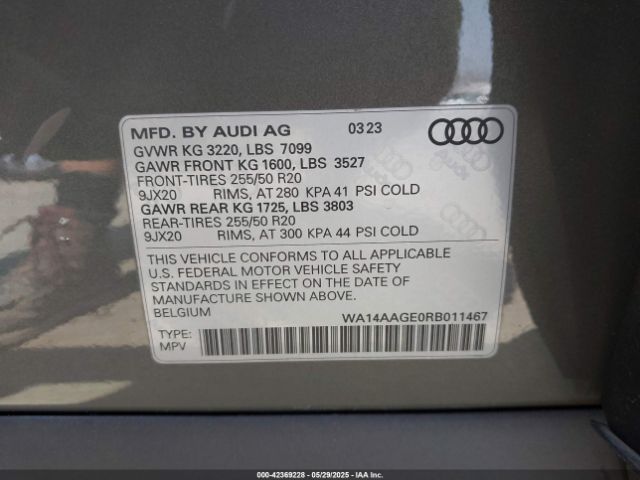 MFD. BY AUDI AG 03 23
GVWR KG 3220, LBS 7099
GAWR FRONT KG 1600, LBS 3527
FRONT-TIRES 255/50 R20
9JX20 RIMS, AT 280 KPA 41 PSI COLD
GAWR REAR KG 1725, LBS 3803
REAR-TIRES 255/50 R20
9JX20 RIMS, AT 300 KPA 44 PSI COLD
THIS VEHICLE CONFORMS TO ALL APPLICABLE
U.S. FEDERAL MOTOR VEHICLE SAFETY
STANDARDS IN EFFECT ON THE DATE OF
MANUFACTURE SHOWN ABOVE.
BELGIUM WA14AAGE0RB011467
TYPE:
MPV
000-42369228 - 05/29/2025 - IAA Inc.